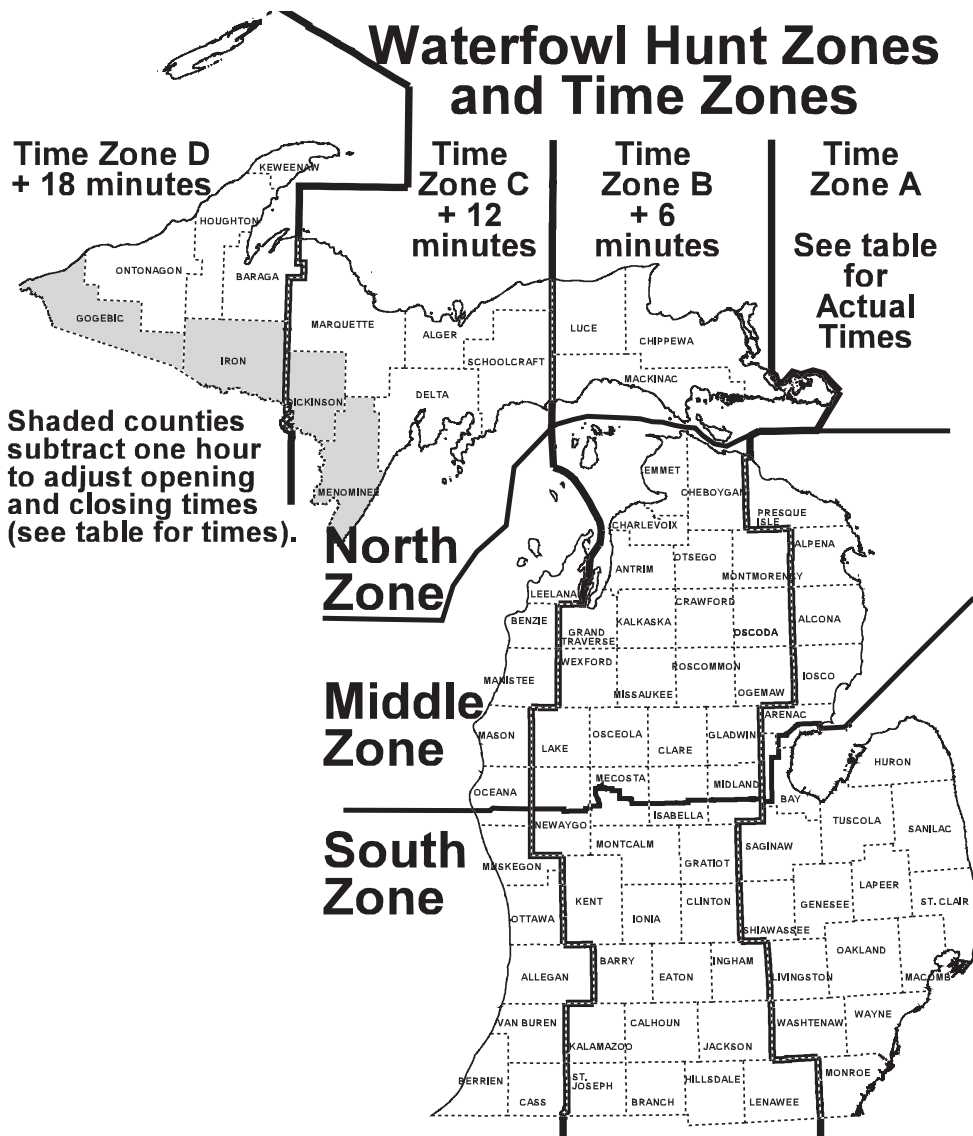 Waterfowl Hunt Zones
and Time Zones
Time Zone D
+ 18 minutes
Time
Zone C
+ 12
minutes
Time
Zone B
+ 6
minutes
Time
Zone A
See table
for
Actual
Times
KEWEENAW
HOUGHTON
ONTONAGON
BARAGA
GOGEBIC
IRON
MARQUETTE
ALGER
SCHOOLCRAFT
LUCE
CHIPPEWA
MACKINAC
DICKINSON
DELTA
MENOMINEE
Shaded counties
subtract one hour
to adjust opening
and closing times
(see table for times).
North
Zone
EMMET
CHEBOYGAN
PRESQUE
ISLE
CHARLEVOIX
ALPENA
OTSEGO
ANTRIM
MONTMORENCY
LEELANA
CRAWFORD
BENZIE
GRAND
TRAVERSE
KALKASKA
OSCODA
ALCONA
WEXFORD
ROSCOMMON
MANISTEE
MISSAUKEE
OGEMAW
IOSCO
Middle
Zone
ARENAC
MASON
LAKE
OSCEOLA
CLARE
GLADWIN
HURON
OCEANA
MECOSTA
MIDLAND
BAY
South
Zone
NEWAYGO
ISABELLA
TUSCOLA
SANILAC
MONTCALM
SAGINAW
MUSKEGON
GRATIOT
LAPEER
KENT
CLINTON
GENESEE
ST. CLAIR
OTTAWA
IONIA
SHIAWASSEE
OAKLAND
BARRY
INGHAM
ALLEGAN
EATON
LIVINGSTON
MACOMB
VAN BUREN
CALHOUN
WASHTENAW
WAYNE
KALAMAZOO
JACKSON
BERRIEN
ST.
JOSEPH
HILLSDALE
MONROE
CASS
BRANCH
LENAWEE